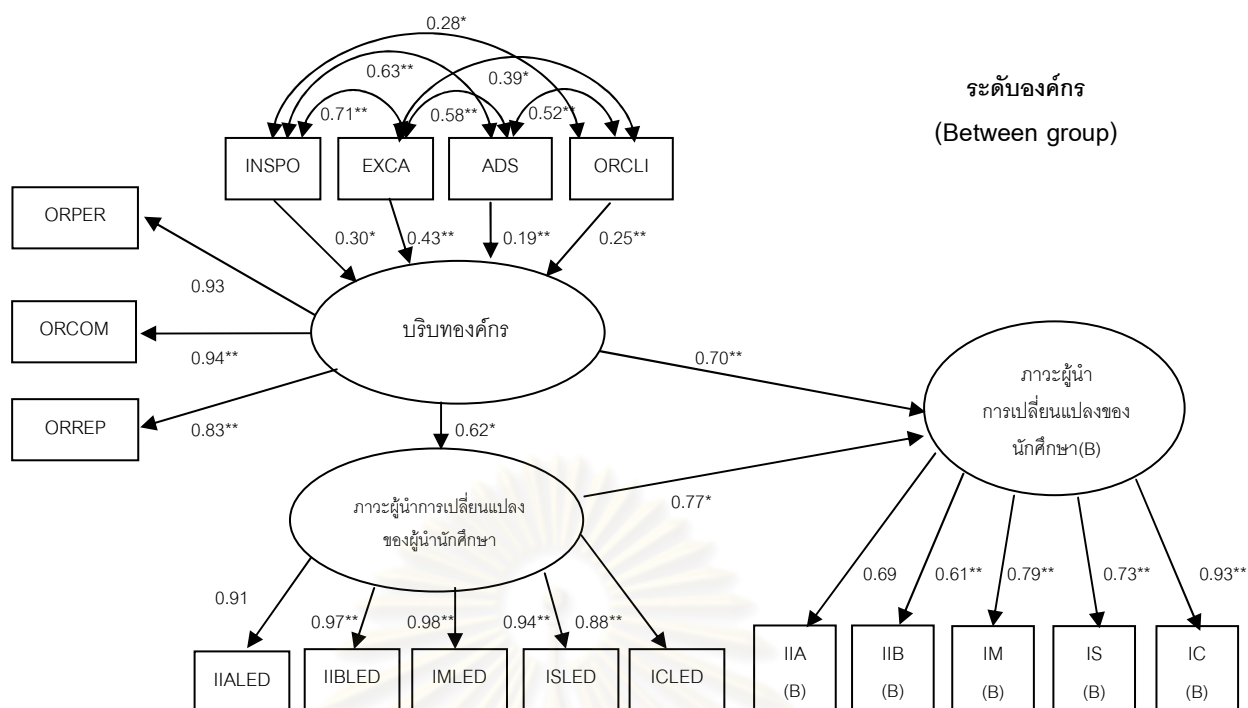 0.28*
0.63**
0.39*
0.71**
0.58**
0.52**
ระดับองค์กร
(Between group)
INSPO
EXCA
ADS
ORCLI
ORPER
0.30*
0.43**
0.19**
0.25**
0.93
ORCOM
บริบทองค์กร
0.94**
0.70**
ภาวะผู้นำ
การเปลี่ยนแปลงของ
นักศึกษา(B)
ORREP
0.83**
0.62*
ภาวะผู้นำการเปลี่ยนแปลง
ของผู้นำนักศึกษา
0.77*
0.91
0.97**
0.98**
0.94**
0.88**
0.69
0.61**
0.79**
0.73**
0.93**
IIALED
IIBLED
IMLED
ISLED
ICLED
IIA
(B)
IIB
(B)
IM
(B)
IS
(B)
IC
(B)